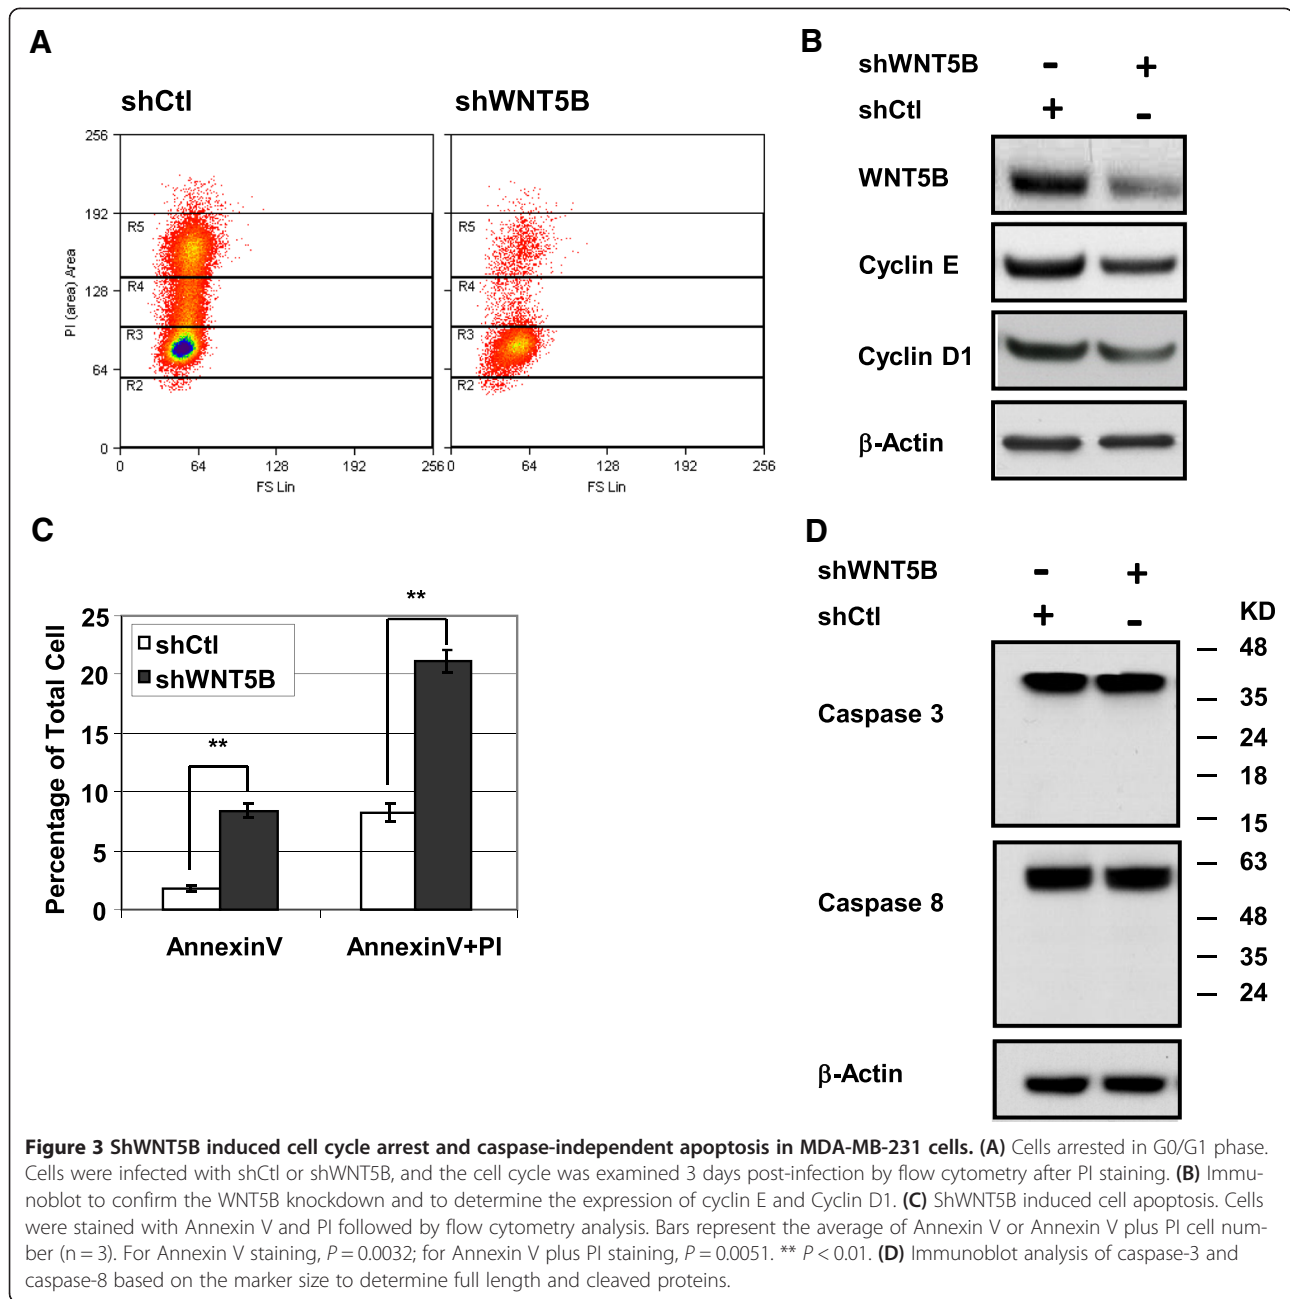 A
shCtl
shWNT5B
256
192
128
64
0
PI (area) Area
R5
R4
R3
R2
0 64 128 192 256
FS Lin
R5
R4
R3
R2
0 64 128 192 256
FS Lin
B
shWNT5B - +
shCtl + -
WNT5B
Cyclin E
Cyclin D1
β-Actin
C
Percentage of Total Cell
25
20
15
10
5
0
shCtl
shWNT5B
**
**
AnnexinV
AnnexinV+PI
D
shWNT5B - +
shCtl + - KD
Caspase 3
48
35
24
18
15
Caspase 8
63
48
35
24
β-Actin
Figure 3 ShWNT5B induced cell cycle arrest and caspase-independent apoptosis in MDA-MB-231 cells. (A) Cells arrested in G0/G1 phase.
Cells were infected with shCtl or shWNT5B, and the cell cycle was examined 3 days post-infection by flow cytometry after PI staining. (B) Immu-
noblot to confirm the WNT5B knockdown and to determine the expression of cyclin E and Cyclin D1. (C) ShWNT5B induced cell apoptosis. Cells
were stained with Annexin V and PI followed by flow cytometry analysis. Bars represent the average of Annexin V or Annexin V plus PI cell num-
ber (n = 3). For Annexin V staining, P = 0.0032; for Annexin V plus PI staining, P = 0.0051. ** P < 0.01. (D) Immunoblot analysis of caspase-3 and
caspase-8 based on the marker size to determine full length and cleaved proteins.